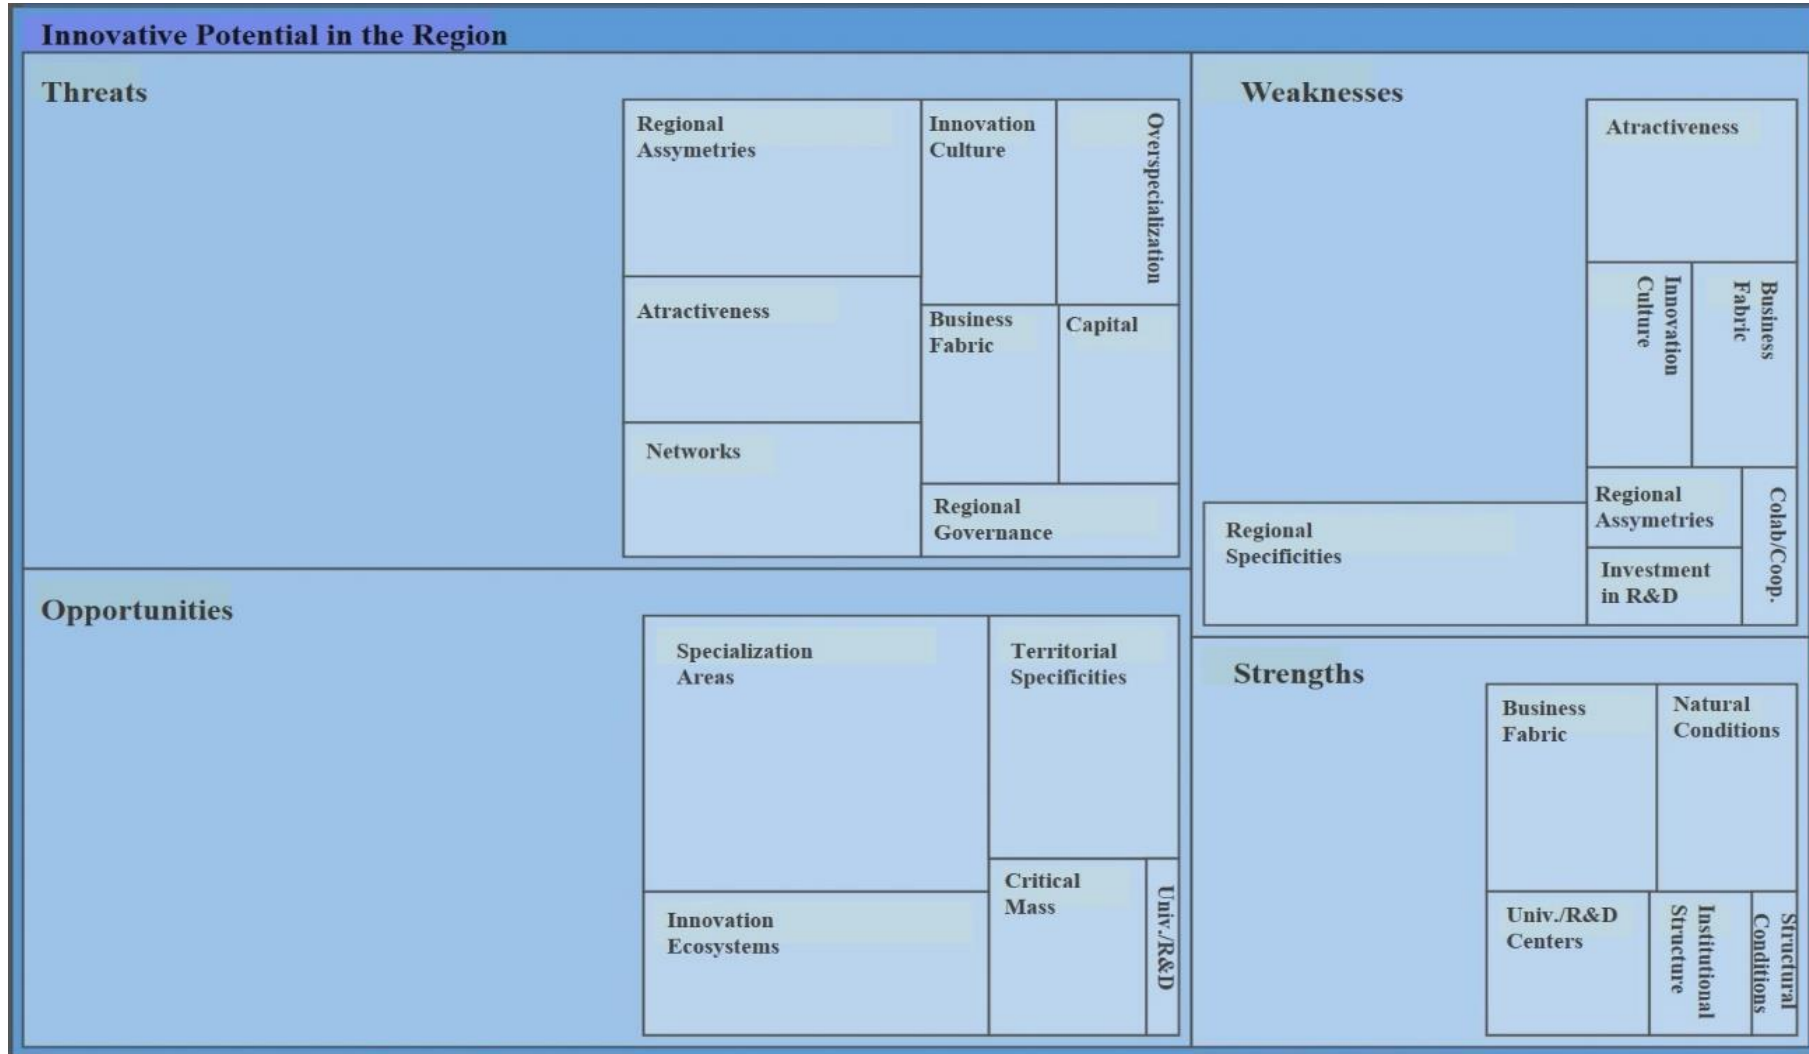 Innovative Potential in the Region
Threats
Regional
Assymetries
Innovation
Culture
Overspecialization
Atractiveness
Business
Fabric
Capital
Networks
Regional
Governance
Weaknesses
Atractiveness
Innovation
Culture
Business
Fabric
Regional
Assymetries
Colab/Coop.
Investment
in R&D
Regional
Specificities
Opportunities
Specialization
Areas
Territorial
Specificities
Innovation
Ecosystems
Critical
Mass
Univ./R&D
Strengths
Business
Fabric
Natural
Conditions
Univ./R&D
Centers
Institutional
Structure
Structural
Conditions